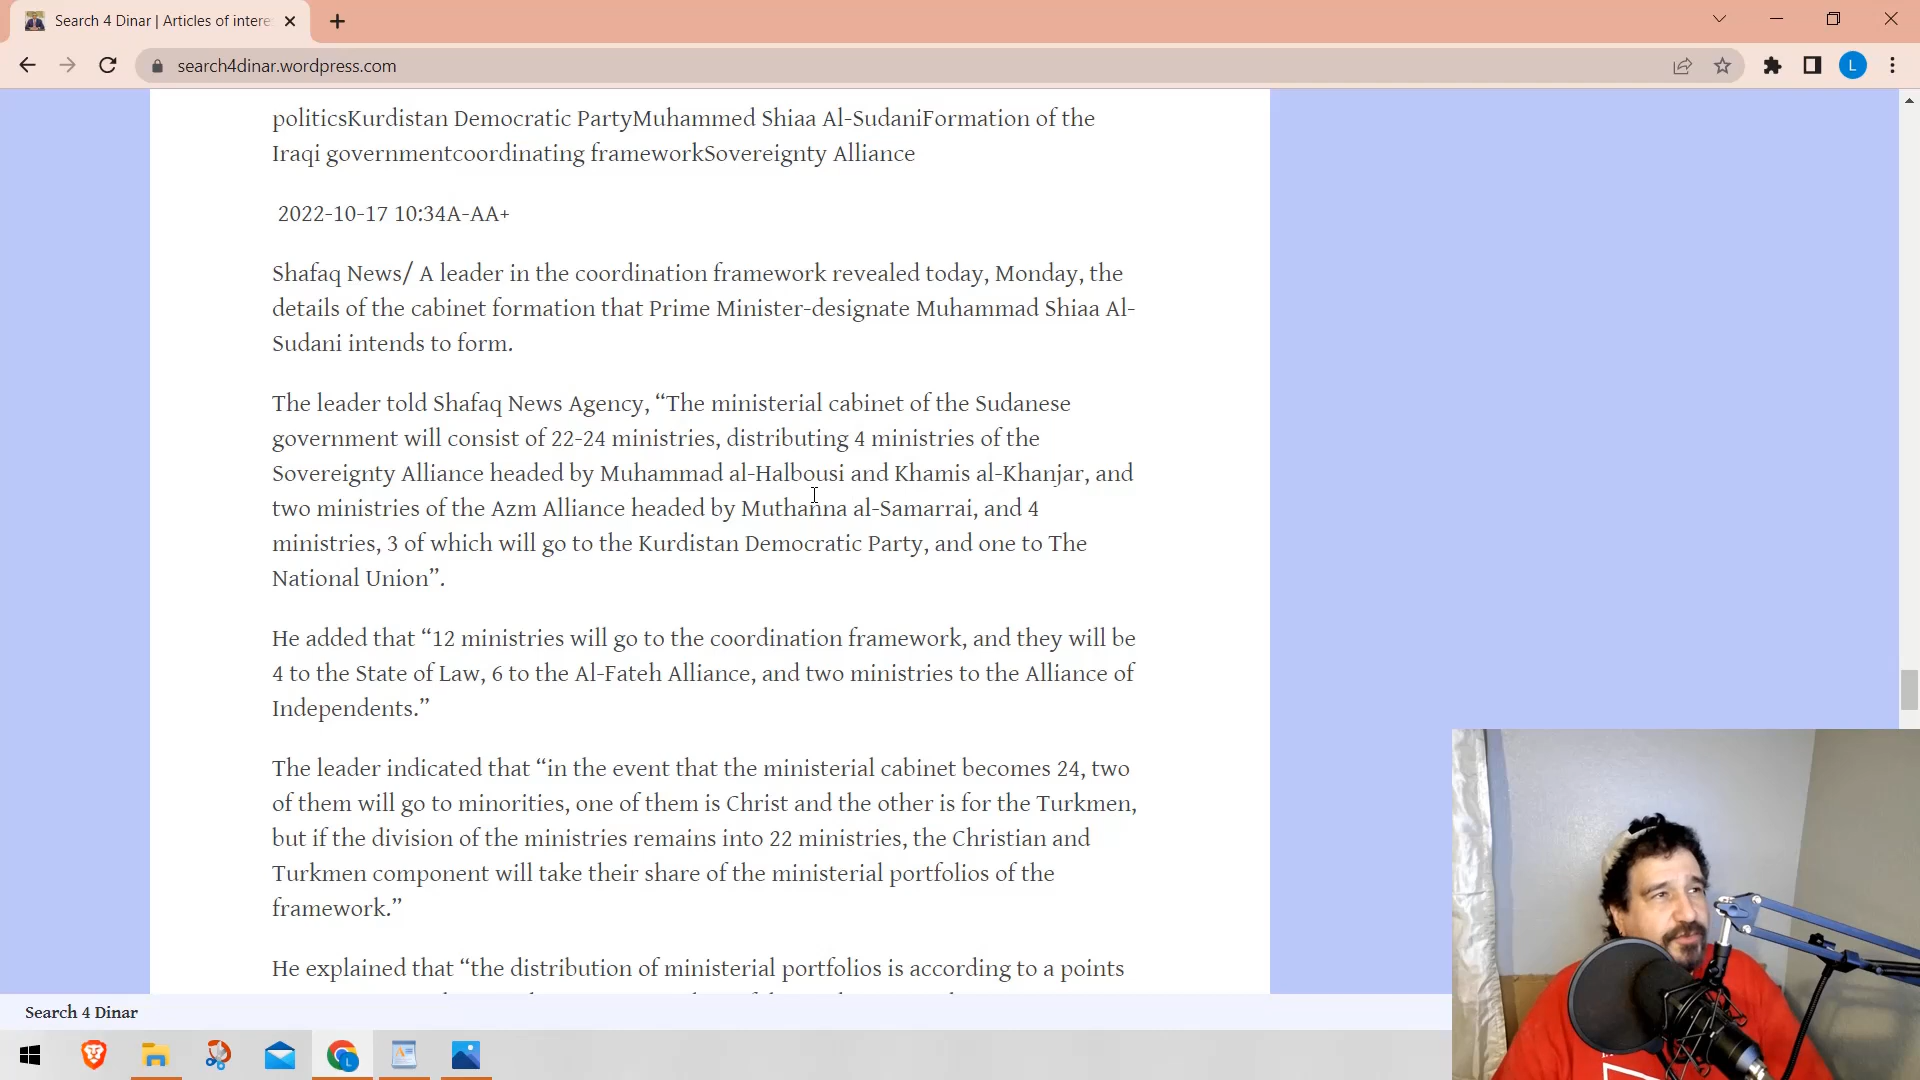 Search 4 Dinar | Articles of intere
search4dinar.wordpress.com
L
politicsKurdistan Democratic PartyMuhammed Shiaa Al-SudaniFormation of the
Iraqi governmentcoordinating frameworkSovereignty Alliance
2022-10-17 10:34A-AA+
Shafaq News/ A leader in the coordination framework revealed today, Monday, the
details of the cabinet formation that Prime Minister-designate Muhammad Shiaa Al-
Sudani intends to form.
The leader told Shafaq News Agency, “The ministerial cabinet of the Sudanese
government will consist of 22-24 ministries, distributing 4 ministries of the
Sovereignty Alliance headed by Muhammad al-Halbousi and Khamis al-Khanjar, and
two ministries of the Azm Alliance headed by Muthanna al-Samarrai, and 4
ministries, 3 of which will go to the Kurdistan Democratic Party, and one to The
National Union”.
He added that “12 ministries will go to the coordination framework, and they will be
4 to the State of Law, 6 to the Al-Fateh Alliance, and two ministries to the Alliance of
Independents.”
The leader indicated that “in the event that the ministerial cabinet becomes 24, two
of them will go to minorities, one of them is Christ and the other is for the Turkmen,
but if the division of the ministries remains into 22 ministries, the Christian and
Turkmen component will take their share of the ministerial portfolios of the
framework.”
He explained that “the distribution of ministerial portfolios is according to a points
Search 4 Dinar